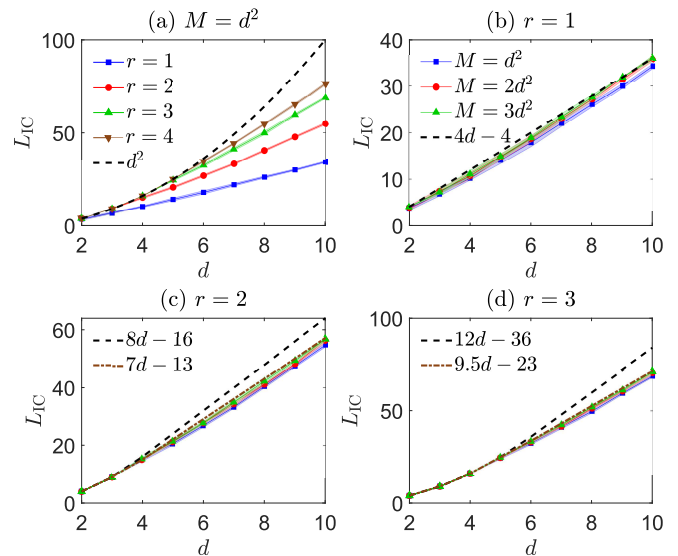 (a) M = d²
L_IC
100
50
0
r = 1
r = 2
r = 3
r = 4
d²
2 4 6 8 10
d
(b) r = 1
L_IC
40
30
20
10
0
M = d²
M = 2d²
M = 3d²
4d − 4
2 4 6 8 10
d
(c) r = 2
L_IC
60
40
20
0
8d − 16
7d − 13
2 4 6 8 10
d
(d) r = 3
L_IC
100
50
0
12d − 36
9.5d − 23
2 4 6 8 10
d